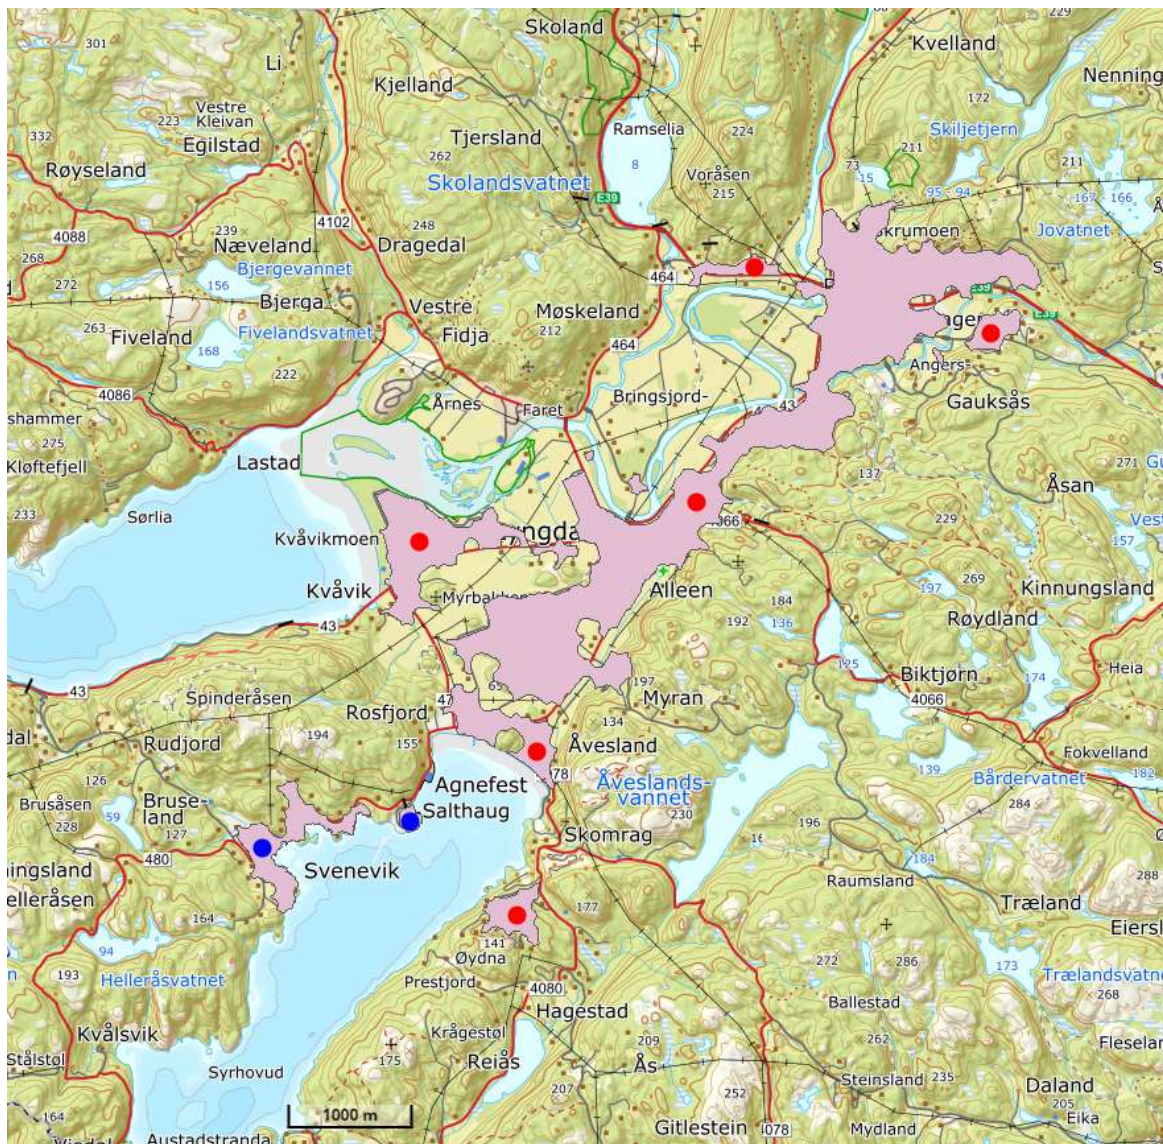 Skoland
Kvelland
229
301
Li
Kjelland
Nenning
172
Vestre
Kleivan
223
Egilstad
332
Røyseland
Tjersland
262
Ramselia
8
224
Skiljetjern
Voråsen
215
73
15
211
95 - 94
211
167
166
Skolandsvatnet
E39
4102
4088
268
239
Næveland
248
Dragedal
krumoen
Jovatnet
272
Bjergevannet
156
Bjerga
464
Vestre
Fidja
Møskeland
212
E39
E39
263
Fiveland
Fivelandsvatnet
168
222
464
Angers-
4086
Årnes
Faret
Bringsjord-
43
Gauksås
shammer
275
Kløftefjell
Lastad
137
271
Åsan
233
Sørlia
Kvåvikmoen
yngda
229
157
Kvåvik
Myrbakken
Alleen
184
197
269
Kinnungsland
43
192
136
Røydland
43
Spinderåsen
125
Biktjørn
174
Heia
4066
Rosfjord
47
197
Myran
Rudjord
194
155
134
Åvesland
Fokvelland
126
Agnefest
78
139
Bårdervatnet
182
Brusåsen
59
Bruse-
land
Salthaug
Åveslands-
vannet
228
127
230
284
480
Skomrag
196
184
288
Svenevik
Raumsland
164
177
Træland
94
141
Øydna
272
286
173
Trælandsvatne
193
Helleråsvatnet
Prestjord
4080
268
Ballestad
Kvålsvik
Hagestad
Krågestøl
Stålstøl
175
209
262
Reiås
Ås
Syrhovud
Steinsland
235
Daland
207
205
252
Eika
164
1000 m
Austadstranda
Gitlestein
1078
Mydland